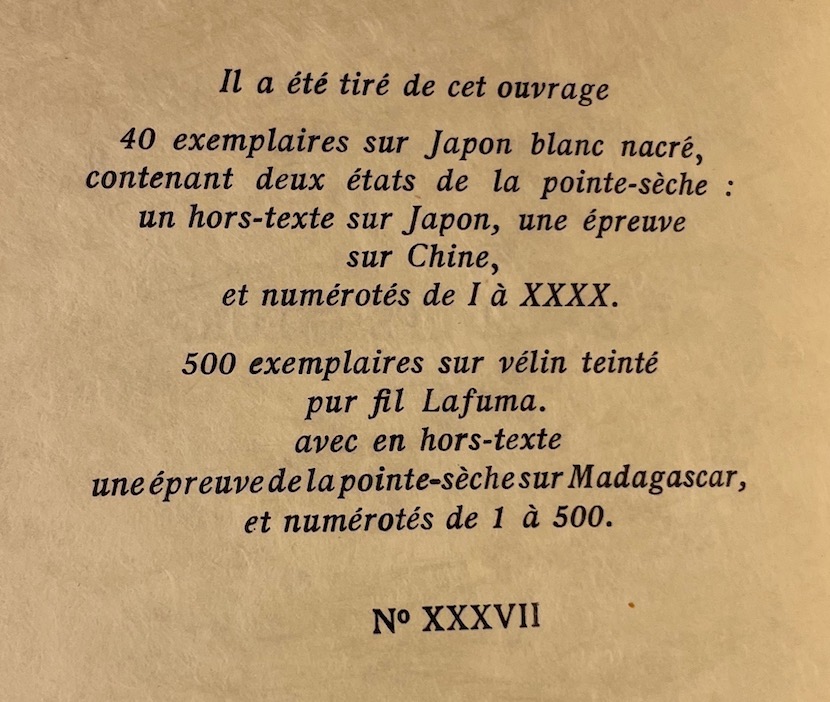 Il a été tiré de cet ouvrage
40 exemplaires sur Japon blanc nacré,
contenant deux états de la pointe-sèche :
un hors-texte sur Japon, une épreuve
sur Chine,
et numérotés de I à XXXX.
500 exemplaires sur vélin teinté
pur fil Lafuma.
avec en hors-texte
une épreuve de la pointe-sèche sur Madagascar,
et numérotés de 1 à 500.
Nº XXXVII